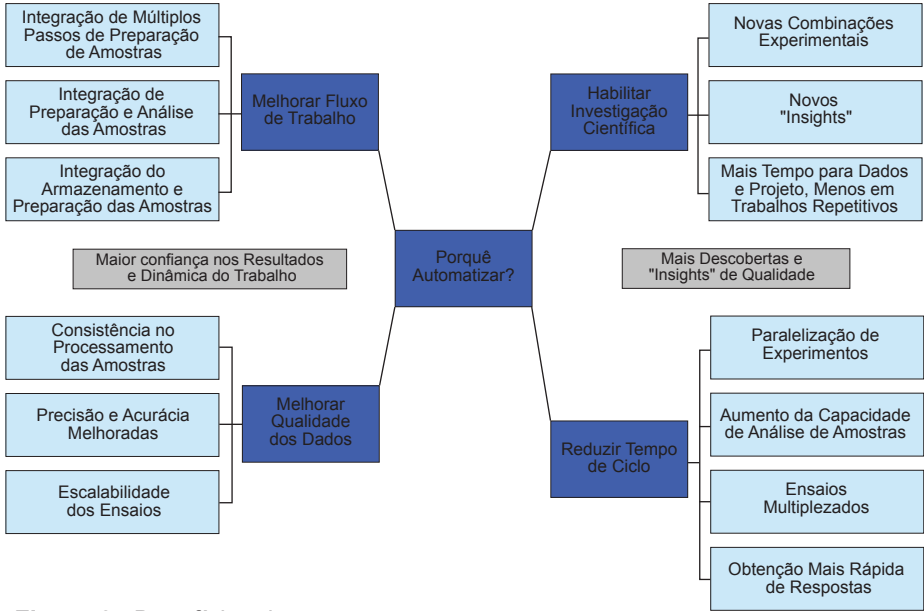 Integração de Múltiplos
Passos de Preparação
de Amostras
Integração de
Preparação e Análise
das Amostras
Integração do
Armazenamento e
Preparação das Amostras
Melhorar Fluxo
de Trabalho
Habilitar
Investigação
Científica
Novas Combinações
Experimentais
Novos
"Insights"
Mais Tempo para Dados
e Projeto, Menos em
Trabalhos Repetitivos
Maior confiança nos Resultados
e Dinâmica do Trabalho
Porquê
Automatizar?
Mais Descobertas e
"Insights" de Qualidade
Consistência no
Processamento
das Amostras
Precisão e Acurácia
Melhoradas
Escalabilidade
dos Ensaios
Melhorar
Qualidade
dos Dados
Reduzir Tempo
de Ciclo
Paralelização de
Experimentos
Aumento da Capacidade
de Análise de Amostras
Ensaios
Multiplezados
Obtenção Mais Rápida
de Respostas